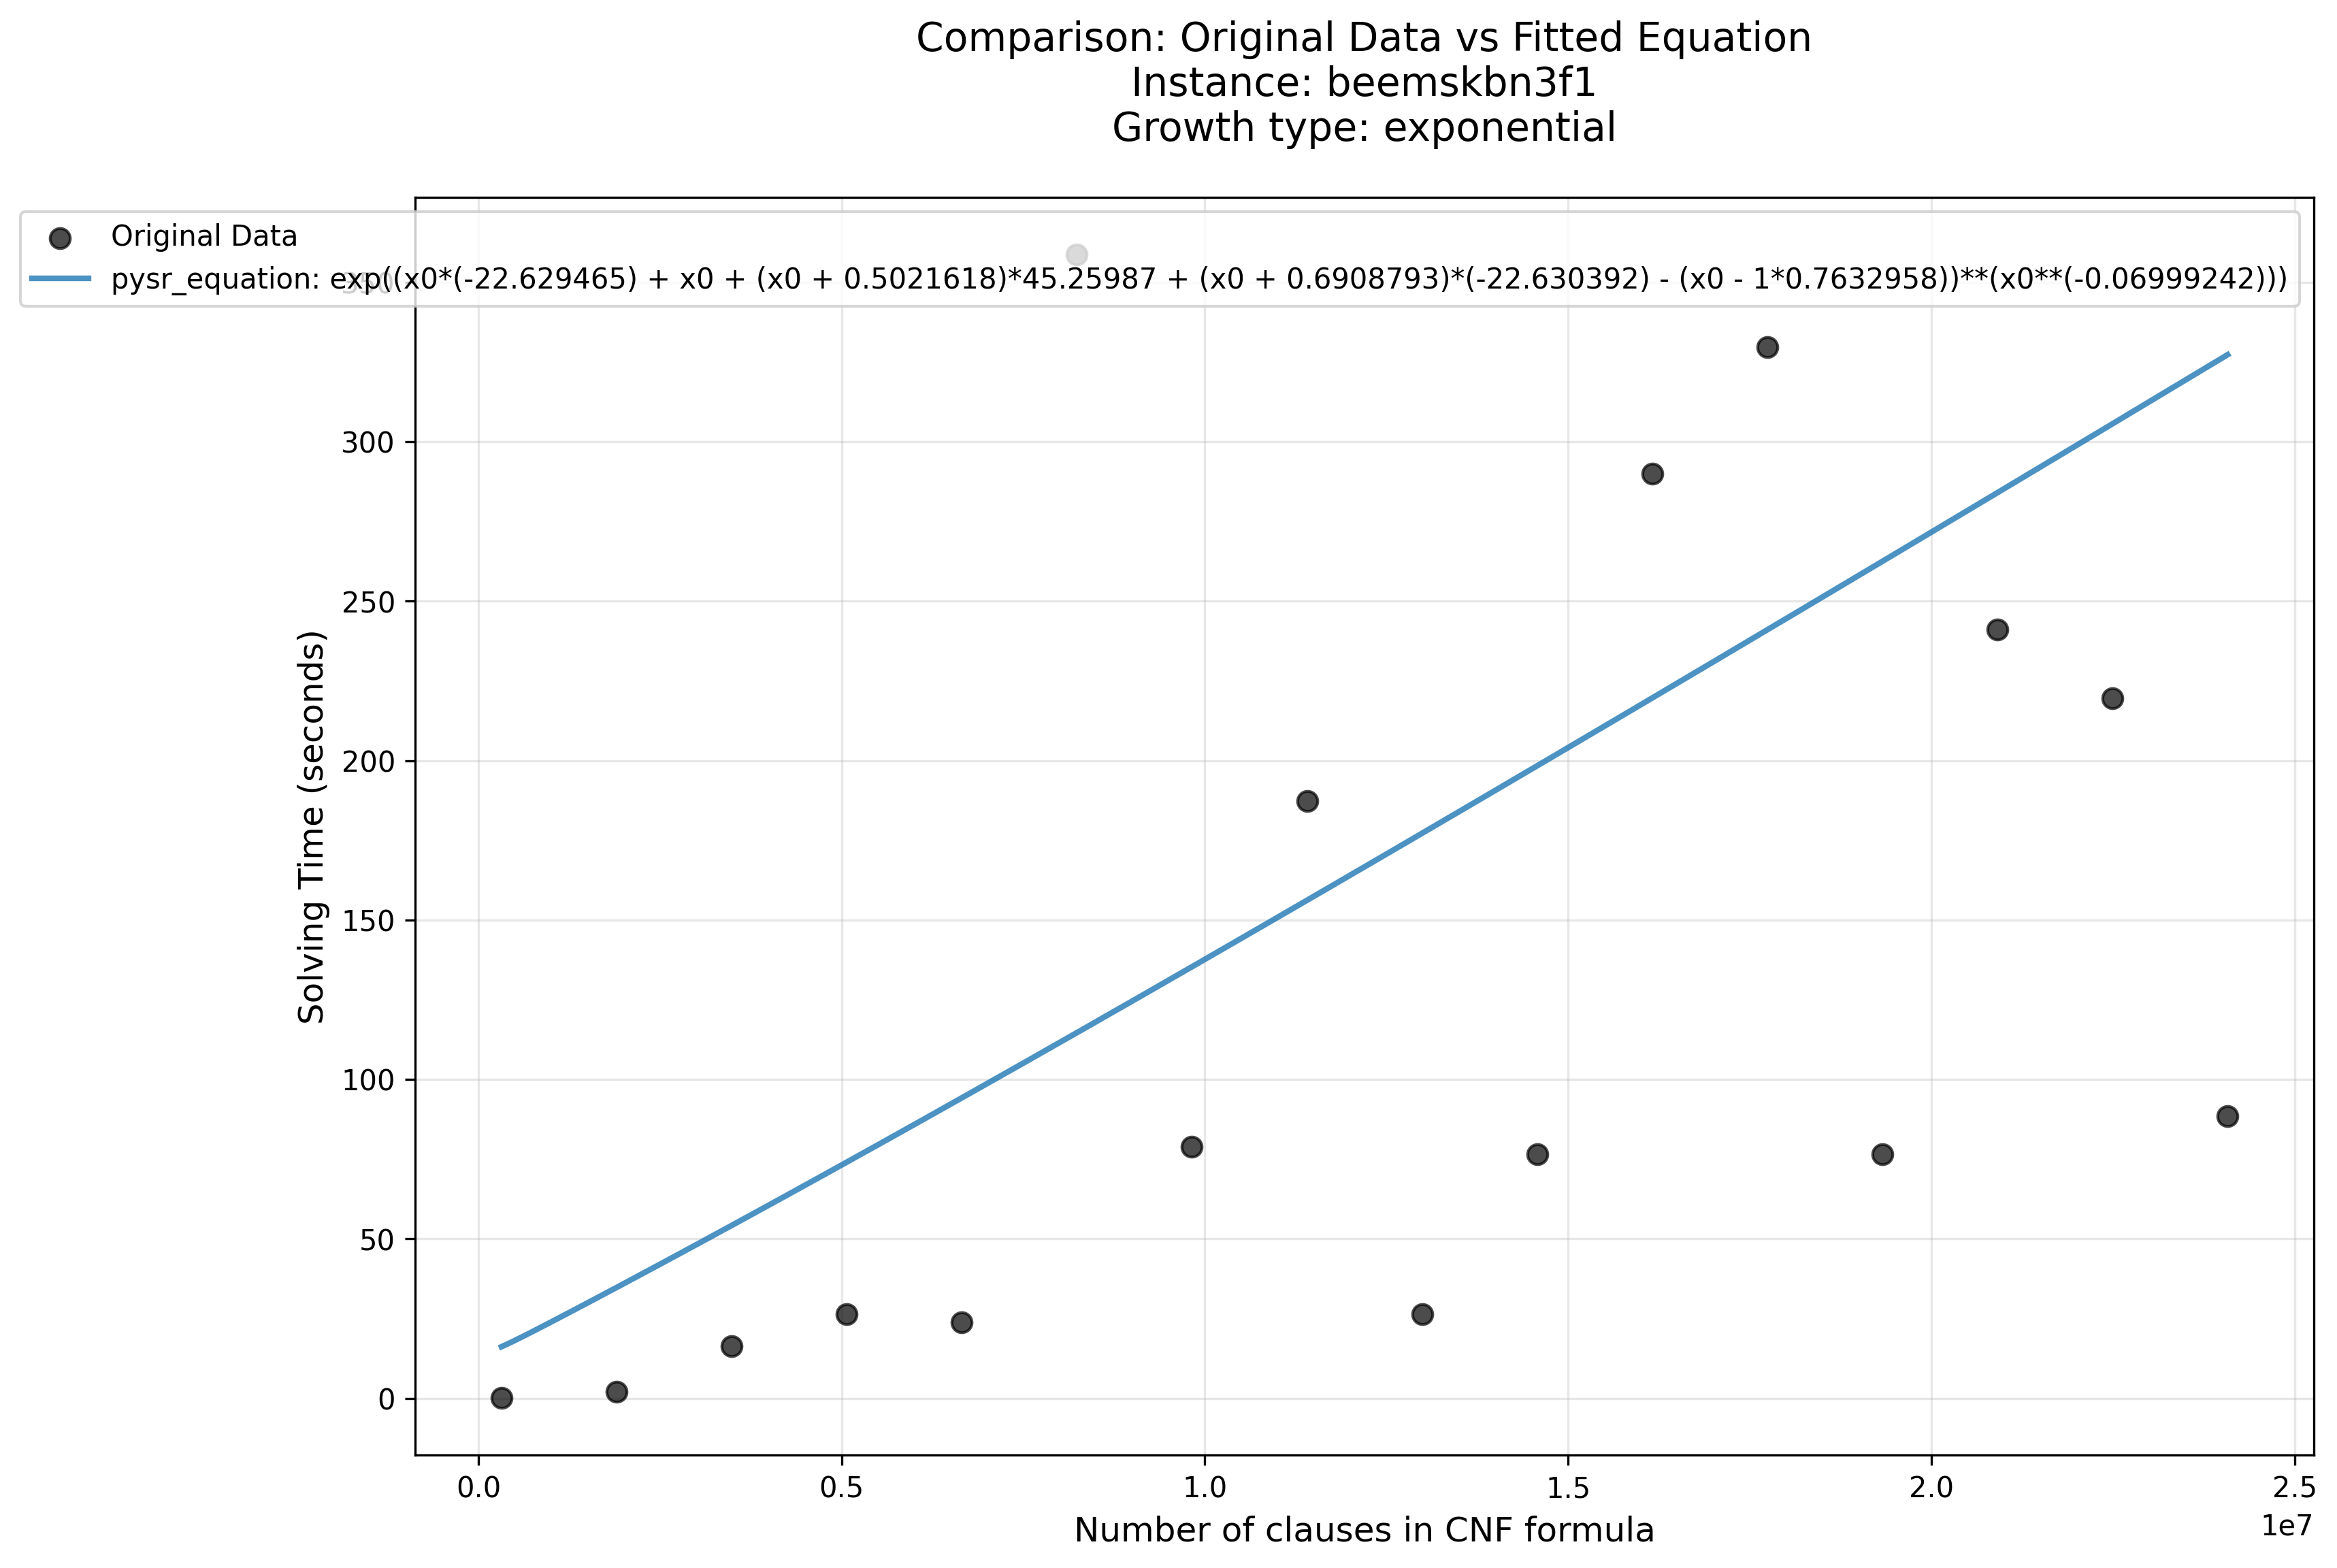 Comparison: Original Data vs Fitted Equation
Instance: beemskbn3f1
Growth type: exponential
Original Data
pysr_equation: exp((x0*(-22.629465) + x0 + (x0 + 0.5021618)*45.25987 + (x0 + 0.6908793)*(-22.630392) - (x0 - 1*0.7632958))**(x0**(-0.06999242)))
350
300
250
200
150
100
50
0
Solving Time (seconds)
0.0 0.5 1.0 1.5 2.0 2.5
1e7
Number of clauses in CNF formula